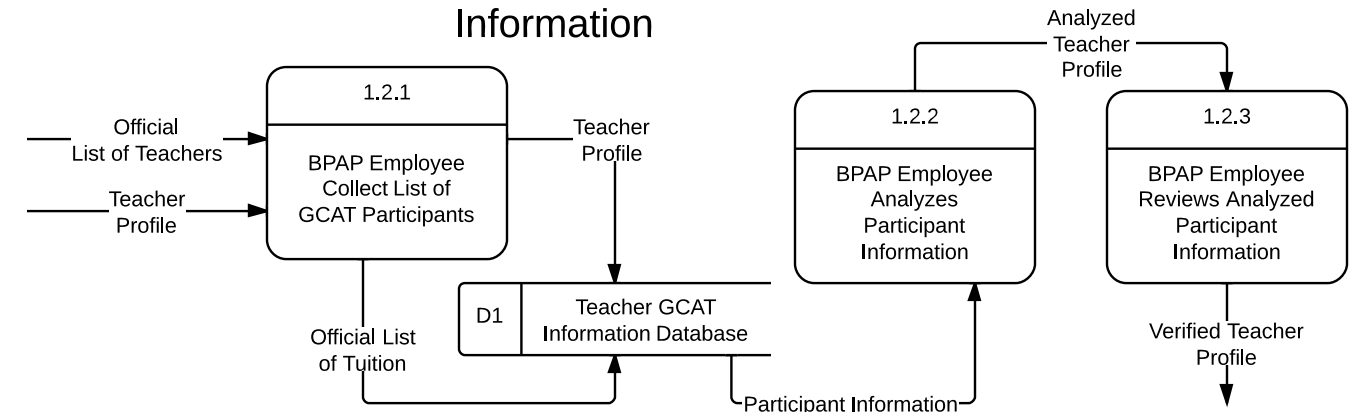 Information
Official
List of Teachers
Teacher
Profile
1.2.1
BPAP Employee
Collect List of
GCAT Participants
Teacher
Profile
Official List
of Tuition
D1
Teacher GCAT
Information Database
Participant Information
1.2.2
BPAP Employee
Analyzes
Participant
Information
Analyzed
Teacher
Profile
1.2.3
BPAP Employee
Reviews Analyzed
Participant
Information
Verified Teacher
Profile